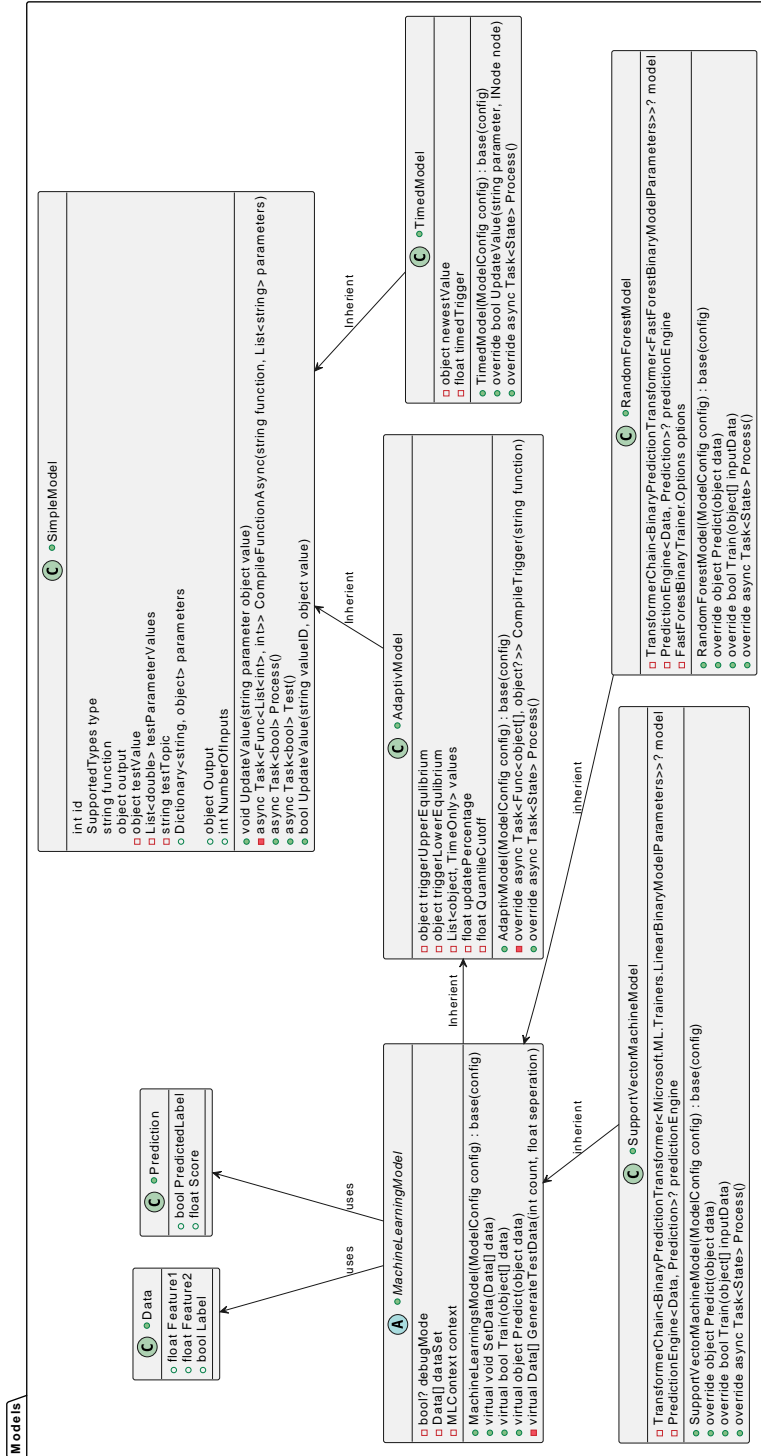 Models
SimpleModel
int id
SupportedTypes type
string function
object output
object testValue
List<double> testParameterValues
string testTopic
Dictionary<string, object> parameters
object Output
int NumberOfInputs
void UpdateValue(string parameter object value)
async Task<Func<List<int>, int>> CompileFunctionAsync(string function, List<string> parameters)
async Task<bool> Process()
async Task<bool> Test()
bool UpdateValue(string valueID, object value)
Inherient
Inherient
Prediction
bool PredictedLabel
float Score
Data
float Feature1
float Feature2
bool Label
uses
uses
MachineLearningModel
bool? debugMode
Data[] dataSet
MLContext context
MachineLearningsModel(ModelConfig config) : base(config)
virtual void SetData(Data[] data)
virtual bool Train(object[] data)
virtual object Predict(object data)
virtual Data[] GenerateTestData(int count, float seperation)
Inherient
AdaptivModel
object triggerUpperEqulibrium
object triggerLowerEqulibrium
List<object, TimeOnly> values
float updatePercentage
float QuantileCutoff
AdaptivModel(ModelConfig config) : base(config)
override async Task<Func<object[], object?>> CompileTrigger(string function)
override async Task<State> Process()
TimedModel
object newestValue
float timedTrigger
TimedModel(ModelConfig config) : base(config)
override bool UpdateValue(string parameter, INode node)
override async Task<State> Process()
inherient
inherient
SupportVectorMachineModel
TransformerChain<BinaryPredictionTransformer<Microsoft.ML.Trainers.LinearBinaryModelParameters>>? model
PredictionEngine<Data, Prediction>? predictionEngine
SupportVectorMachineModel(ModelConfig config) : base(config)
override object Predict(object data)
override bool Train(object[] inputData)
override async Task<State> Process()
RandomForestModel
TransformerChain<BinaryPredictionTransformer<FastForestBinaryModelParameters>>? model
PredictionEngine<Data, Prediction>? predictionEngine
FastForestBinaryTrainer.Options options
RandomForestModel(ModelConfig config) : base(config)
override object Predict(object data)
override bool Train(object[] inputData)
override async Task<State> Process()